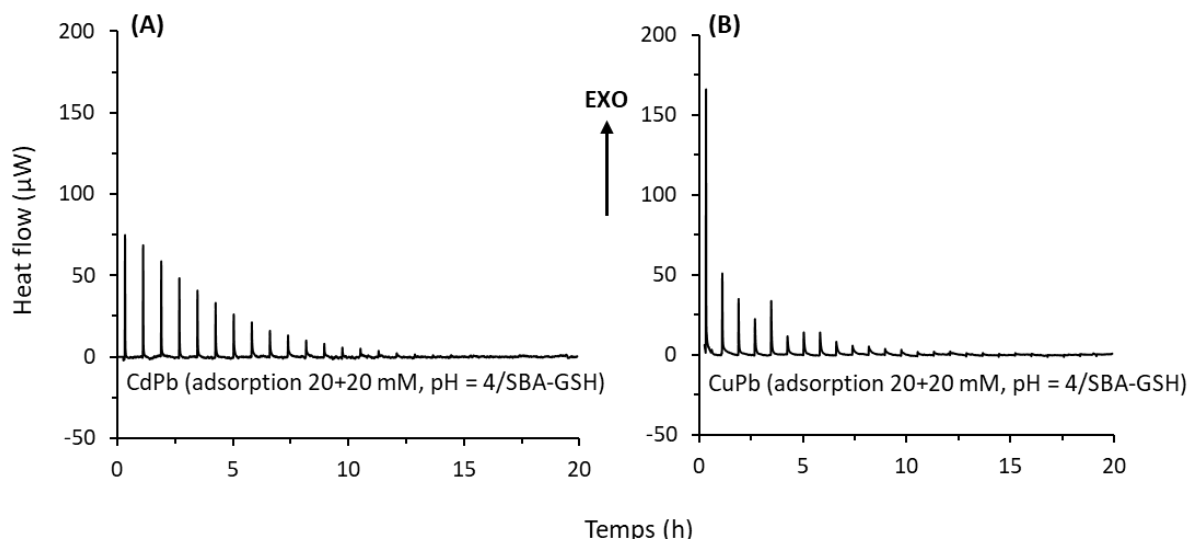 (A)
200
150
100
50
0
-50
Heat flow (µW)
CdPb (adsorption 20+20 mM, pH = 4/SBA-GSH)
0 5 10 15 20
EXO
(B)
200
150
100
50
0
-50
CuPb (adsorption 20+20 mM, pH = 4/SBA-GSH)
0 5 10 15 20
Temps (h)